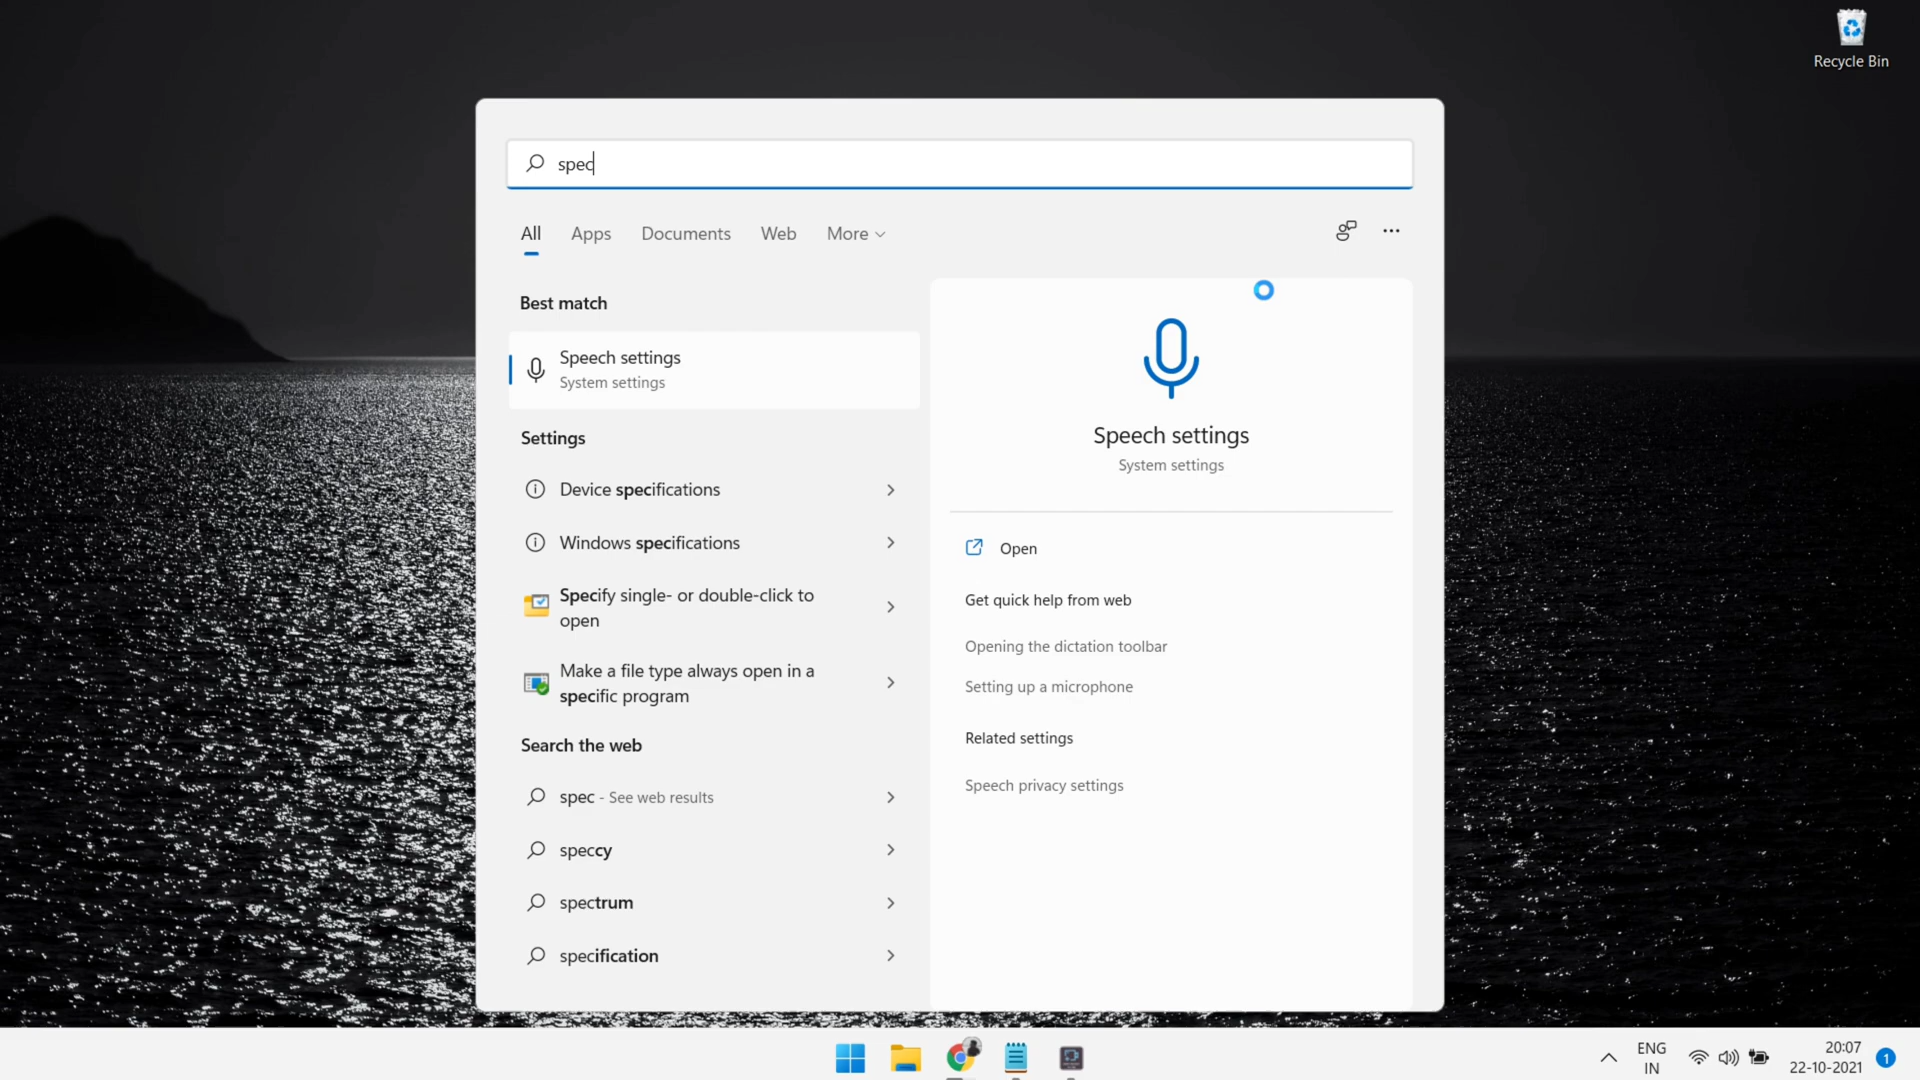 Recycle Bin
spec
All Apps Documents Web More
Best match
Speech settings
System settings
Settings
Device specifications
Windows specifications
Specify single- or double-click to
open
Make a file type always open in a
specific program
Search the web
spec - See web results
speccy
spectrum
specification
Speech settings
System settings
Open
Get quick help from web
Opening the dictation toolbar
Setting up a microphone
Related settings
Speech privacy settings
ENG
IN
20:07
22-10-2021
1